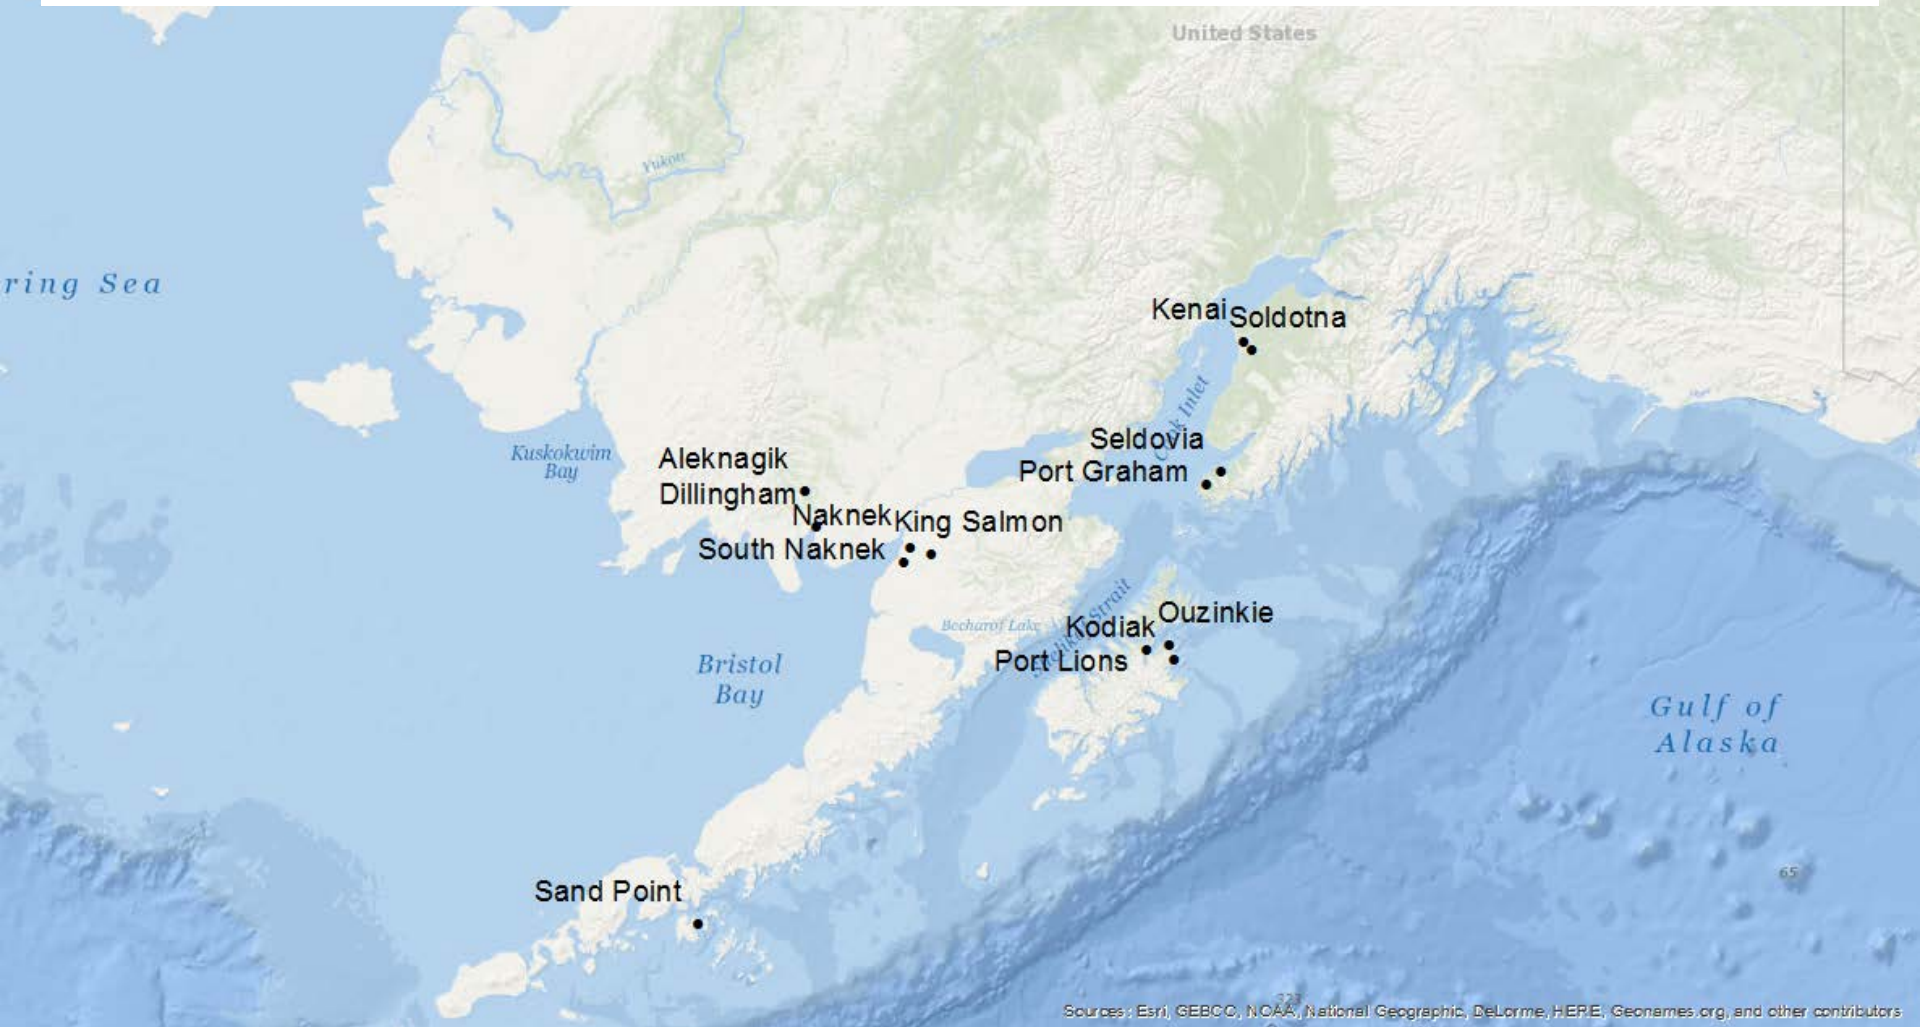 United States
Yukon
ring Sea
Kenai
Soldotna
Cook Inlet
Seldovia
Port Graham
Kuskokwim
Bay
Aleknagik
Dillingham
Naknek
King Salmon
South Naknek
Becharof Lake
Strait
Ouzinkie
Kodiak
Port Lions
Bristol
Bay
Gulf of
Alaska
65
Sand Point
323
Sources: Esri, GEBCO, NOAA, National Geographic, DeLorme, HERE, Geonames.org, and other contributors